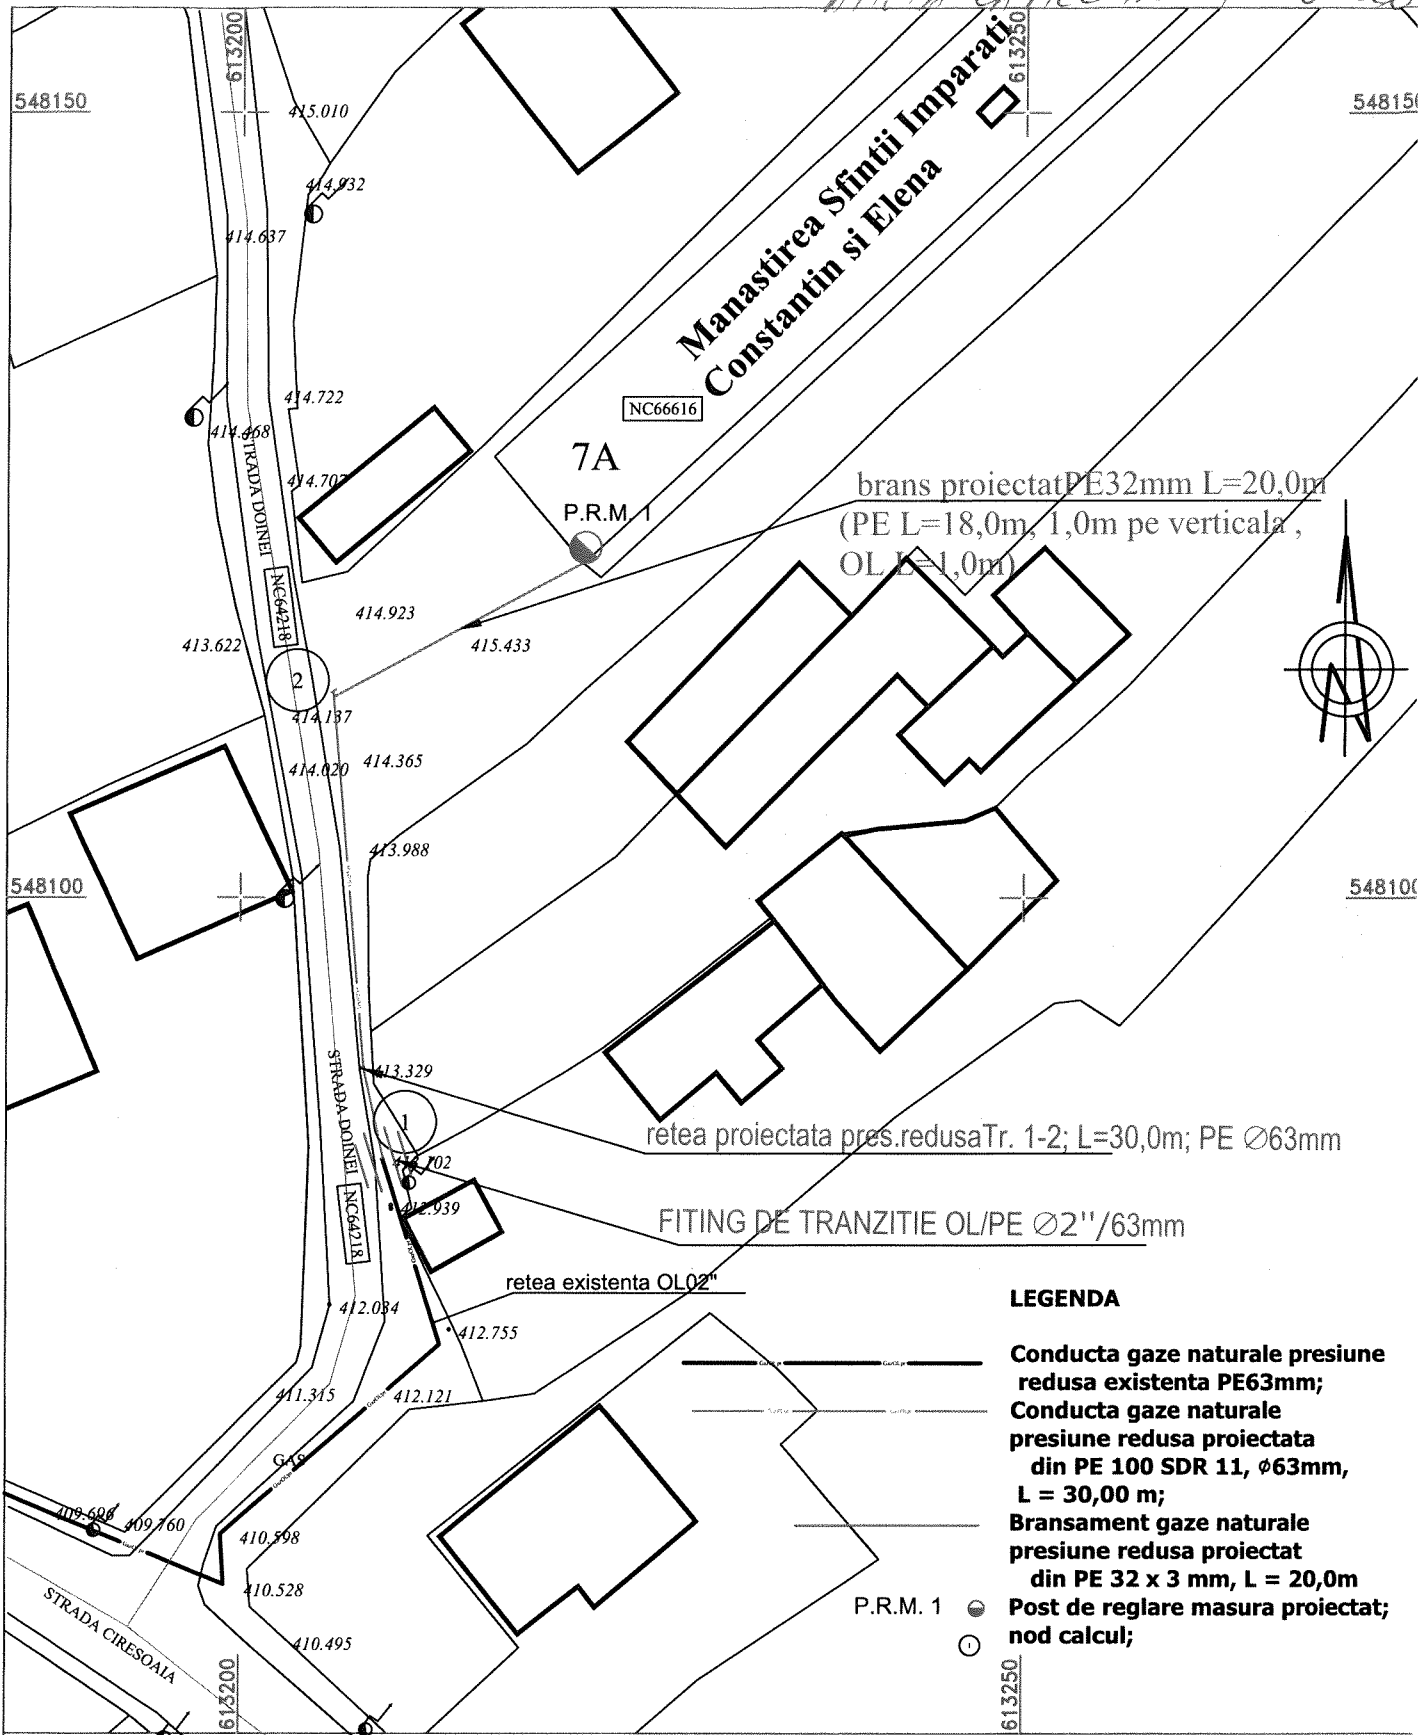 613200
613250
548150
548150
415.010
414.932
414.637
Manastirea Sfintii Imparati
Constantin si Elena
414.722
NC66616
414.468
STRADA DOINEI
7A
414.707
brans proiectatPE32mm L=20,0m
P.R.M. 1
(PE L=18,0m, 1,0m pe verticala ,
OL L=1,0m)
NC64218
414.923
413.622
415.433
2
414.137
414.365
414.020
413.988
548100
548100
STRADA DOINEI
413.329
1
retea proiectata pres.redusaTr. 1-2; L=30,0m; PE ∅63mm
NC64218
412.939
FITING DE TRANZITIE OL/PE ∅2''/63mm
retea existenta OL02"
LEGENDA
412.034
412.755
Conducta gaze naturale presiune
redusa existenta PE63mm;
411.315
412.121
Conducta gaze naturale
presiune redusa proiectata
GAS
din PE 100 SDR 11, ϕ63mm,
L = 30,00 m;
409.696
409.760
Bransament gaze naturale
410.598
presiune redusa proiectat
din PE 32 x 3 mm, L = 20,0m
410.528
P.R.M. 1
Post de reglare masura proiectat;
STRADA CIRESOAIA
nod calcul;
410.495
613200
613250